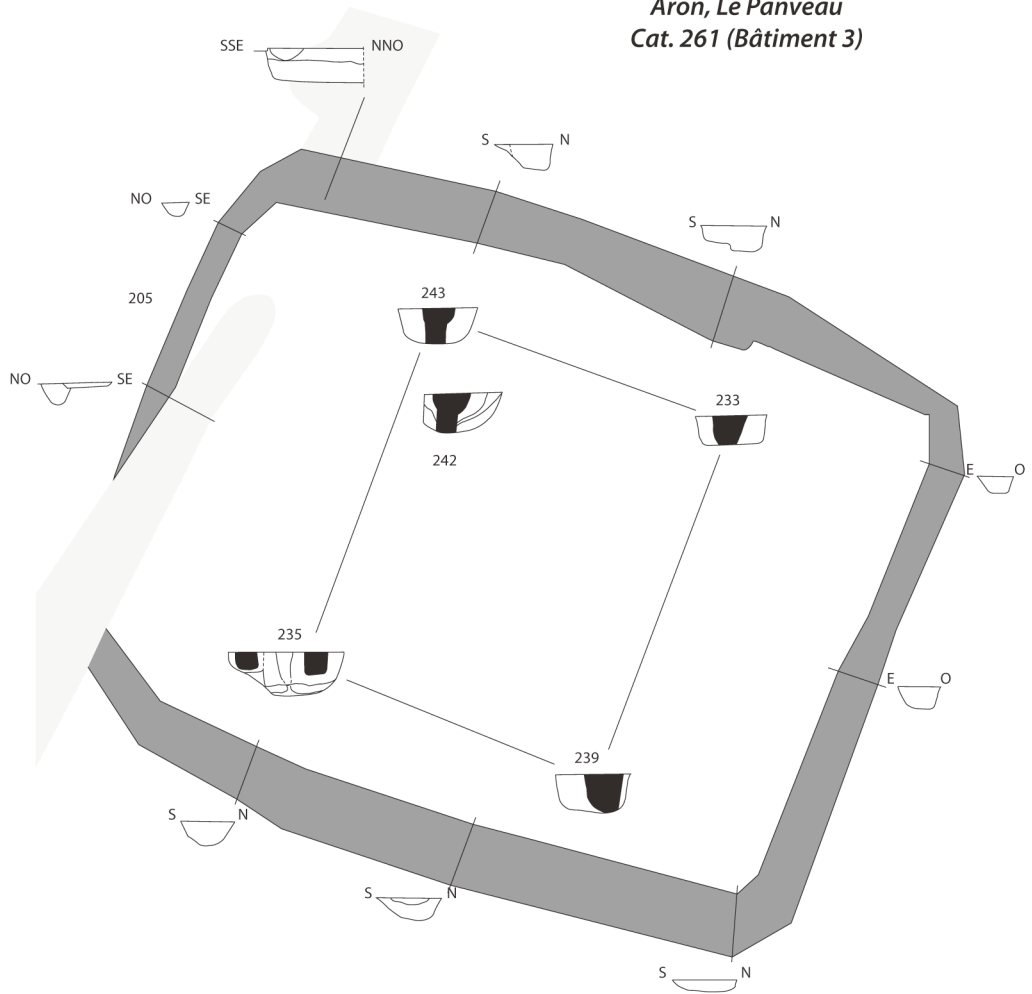 Aron, Le Panveau
Cat. 261 (Bâtiment 3)
SSE NNO
S N
NO SE
S N
205
243
NO SE
233
242
E O
235
E O
239
S N
S N
S N